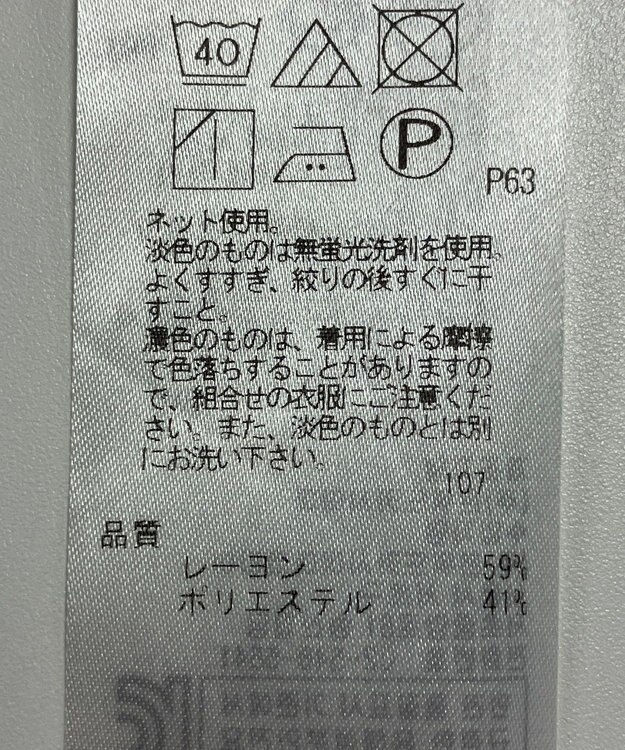 40
P
P63
ネット使用。
淡色のものは無蛍光洗剤を使用。
よくすすぎ、絞りの後すぐに干
すこと。
濃色のものは、着用による摩擦
で色落ちすることがありますの
で、組合せの衣服にご注意くだ
さい。また、淡色のものとは別
にお洗い下さい。
107
品質
レーヨン 59%
ポリエステル 41%